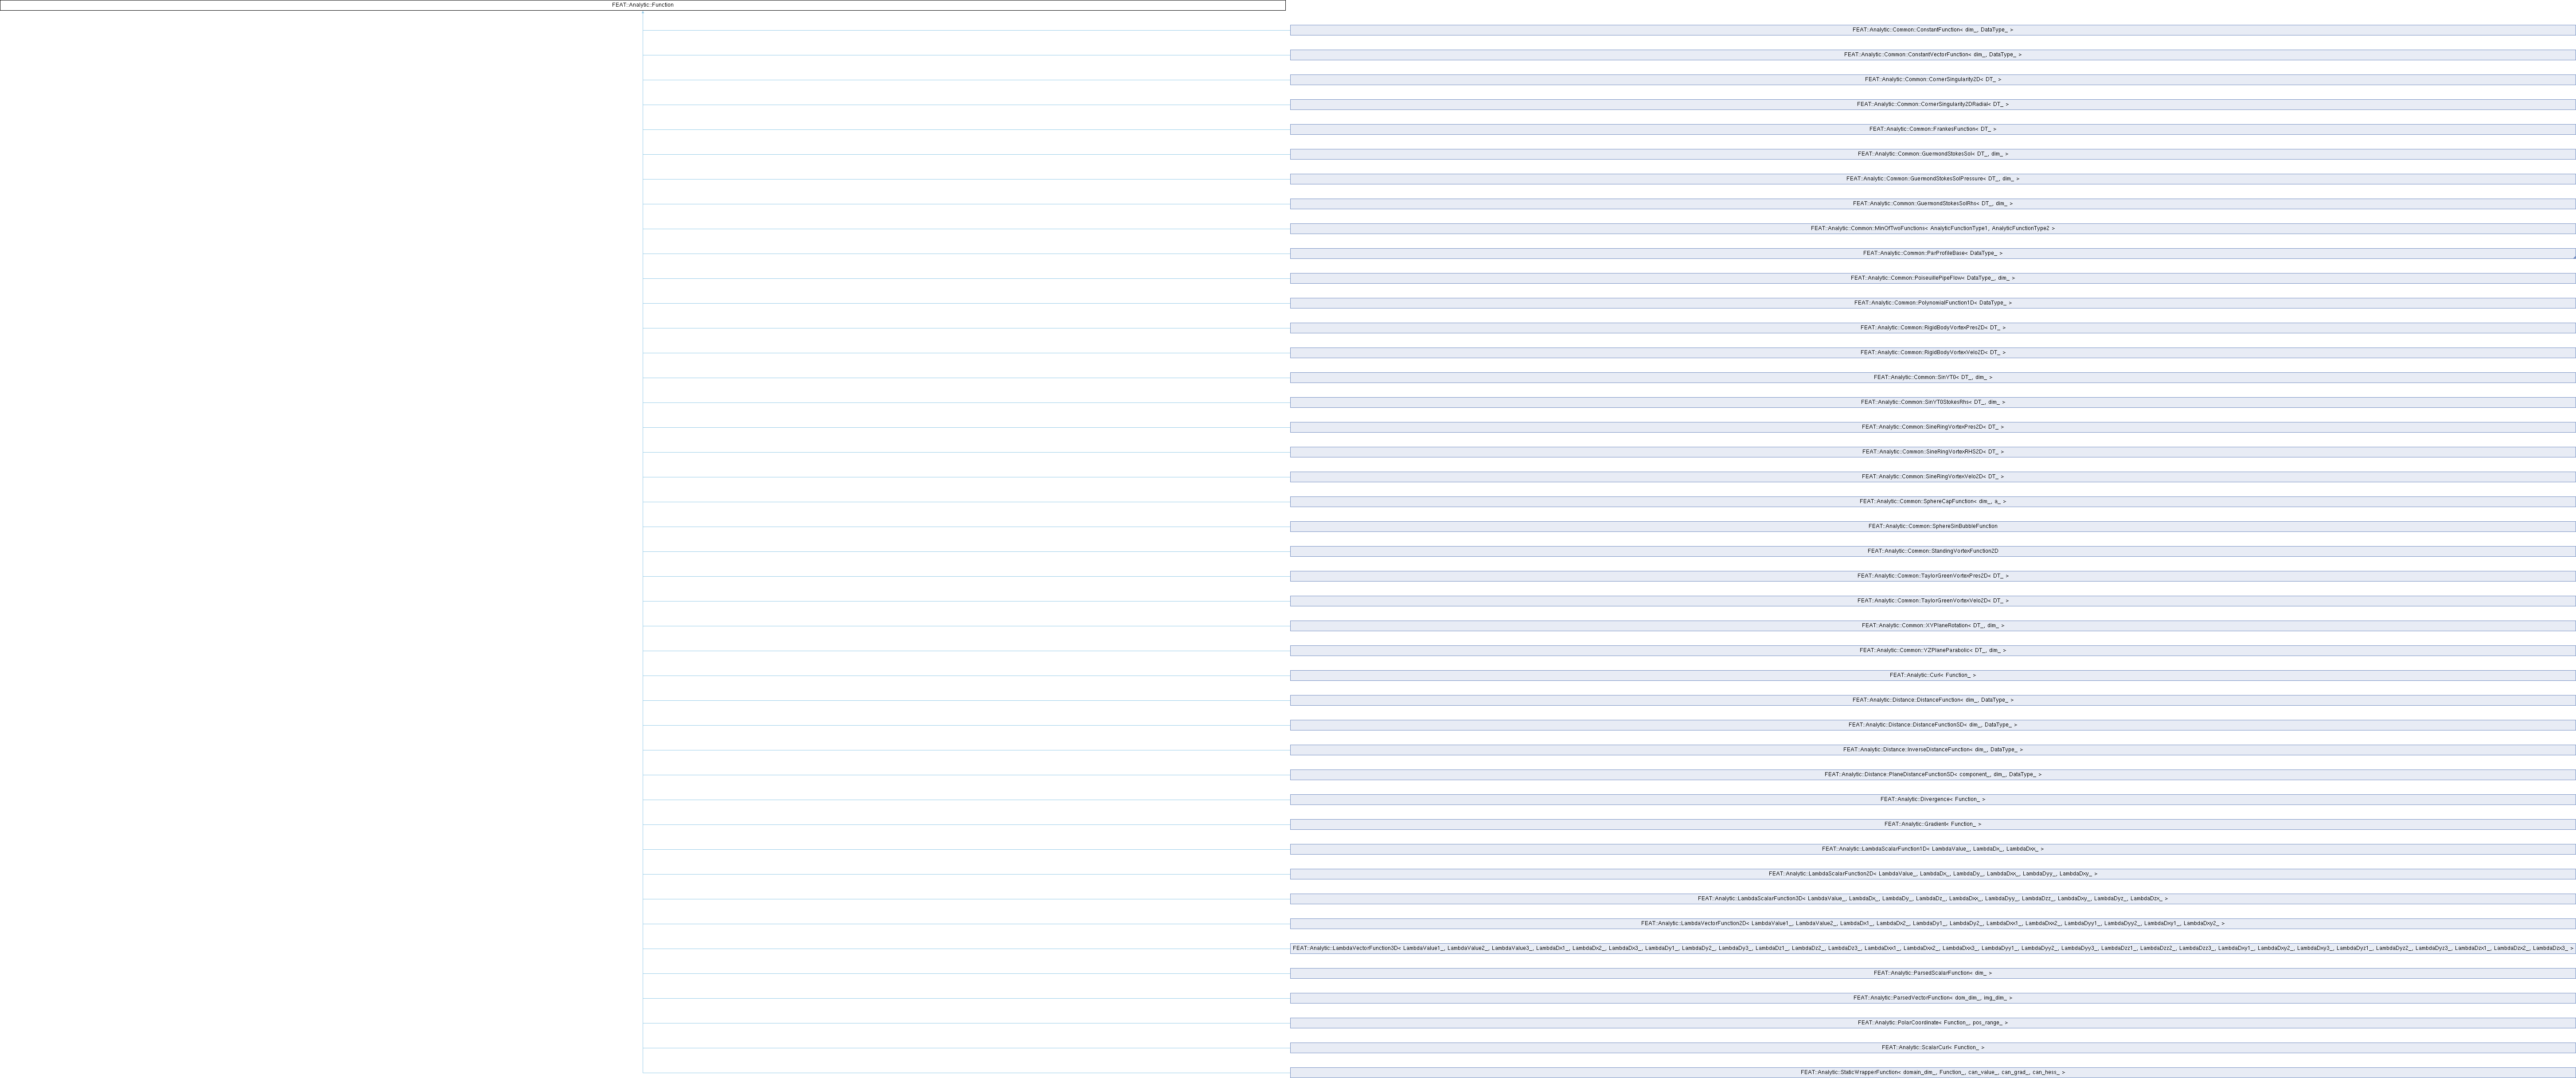 FEAT::Analytic::Function
FEAT::Analytic::Common::ConstantFunction< dim_, DataType_ >
FEAT::Analytic::Common::ConstantVectorFunction< dim_, DataType_ >
FEAT::Analytic::Common::CornerSingularity2D< DT_ >
FEAT::Analytic::Common::CornerSingularity2DRadial< DT_ >
FEAT::Analytic::Common::FrankesFunction< DT_ >
FEAT::Analytic::Common::GuermondStokesSol< DT_, dim_ >
FEAT::Analytic::Common::GuermondStokesSolPressure< DT_, dim_ >
FEAT::Analytic::Common::GuermondStokesSolRhs< DT_, dim_ >
FEAT::Analytic::Common::MinOfTwoFunctions< AnalyticFunctionType1, AnalyticFunctionType2 >
FEAT::Analytic::Common::ParProfileBase< DataType_ >
FEAT::Analytic::Common::PoiseuillePipeFlow< DataType_, dim_ >
FEAT::Analytic::Common::PolynomialFunction1D< DataType_ >
FEAT::Analytic::Common::RigidBodyVortexPres2D< DT_ >
FEAT::Analytic::Common::RigidBodyVortexVelo2D< DT_ >
FEAT::Analytic::Common::SinYT0< DT_, dim_ >
FEAT::Analytic::Common::SinYT0StokesRhs< DT_, dim_ >
FEAT::Analytic::Common::SineRingVortexPres2D< DT_ >
FEAT::Analytic::Common::SineRingVortexRHS2D< DT_ >
FEAT::Analytic::Common::SineRingVortexVelo2D< DT_ >
FEAT::Analytic::Common::SphereCapFunction< dim_, a_ >
FEAT::Analytic::Common::SphereSinBubbleFunction
FEAT::Analytic::Common::StandingVortexFunction2D
FEAT::Analytic::Common::TaylorGreenVortexPres2D< DT_ >
FEAT::Analytic::Common::TaylorGreenVortexVelo2D< DT_ >
FEAT::Analytic::Common::XYPlaneRotation< DT_, dim_ >
FEAT::Analytic::Common::YZPlaneParabolic< DT_, dim_ >
FEAT::Analytic::Curl< Function_ >
FEAT::Analytic::Distance::DistanceFunction< dim_, DataType_ >
FEAT::Analytic::Distance::DistanceFunctionSD< dim_, DataType_ >
FEAT::Analytic::Distance::InverseDistanceFunction< dim_, DataType_ >
FEAT::Analytic::Distance::PlaneDistanceFunctionSD< component_, dim_, DataType_ >
FEAT::Analytic::Divergence< Function_ >
FEAT::Analytic::Gradient< Function_ >
FEAT::Analytic::LambdaScalarFunction1D< LambdaValue_, LambdaDx_, LambdaDxx_ >
FEAT::Analytic::LambdaScalarFunction2D< LambdaValue_, LambdaDx_, LambdaDy_, LambdaDxx_, LambdaDyy_, LambdaDxy_ >
FEAT::Analytic::LambdaScalarFunction3D< LambdaValue_, LambdaDx_, LambdaDy_, LambdaDz_, LambdaDxx_, LambdaDyy_, LambdaDzz_, LambdaDxy_, LambdaDyz_, LambdaDzx_ >
FEAT::Analytic::LambdaVectorFunction2D< LambdaValue1_, LambdaValue2_, LambdaDx1_, LambdaDx2_, LambdaDy1_, LambdaDy2_, LambdaDxx1_, LambdaDxx2_, LambdaDyy1_, LambdaDyy2_, LambdaDxy1_, LambdaDxy2_ >
FEAT::Analytic::LambdaVectorFunction3D< LambdaValue1_, LambdaValue2_, LambdaValue3_, LambdaDx1_, LambdaDx2_, LambdaDx3_, LambdaDy1_, LambdaDy2_, LambdaDy3_, LambdaDz1_, LambdaDz2_, LambdaDz3_, LambdaDxx1_, LambdaDxx2_, LambdaDxx3_, LambdaDyy1_, LambdaDyy2_, LambdaDyy3_, LambdaDzz1_, LambdaDzz2_, LambdaDzz3_, LambdaDxy1_, LambdaDxy2_, LambdaDxy3_, LambdaDyz1_, LambdaDyz2_, LambdaDyz3_, LambdaDzx1_, LambdaDzx2_, LambdaDzx3_ >
FEAT::Analytic::ParsedScalarFunction< dim_ >
FEAT::Analytic::ParsedVectorFunction< dom_dim_, img_dim_ >
FEAT::Analytic::PolarCoordinate< Function_, pos_range_ >
FEAT::Analytic::ScalarCurl< Function_ >
FEAT::Analytic::StaticWrapperFunction< domain_dim_, Function_, can_value_, can_grad_, can_hess_ >